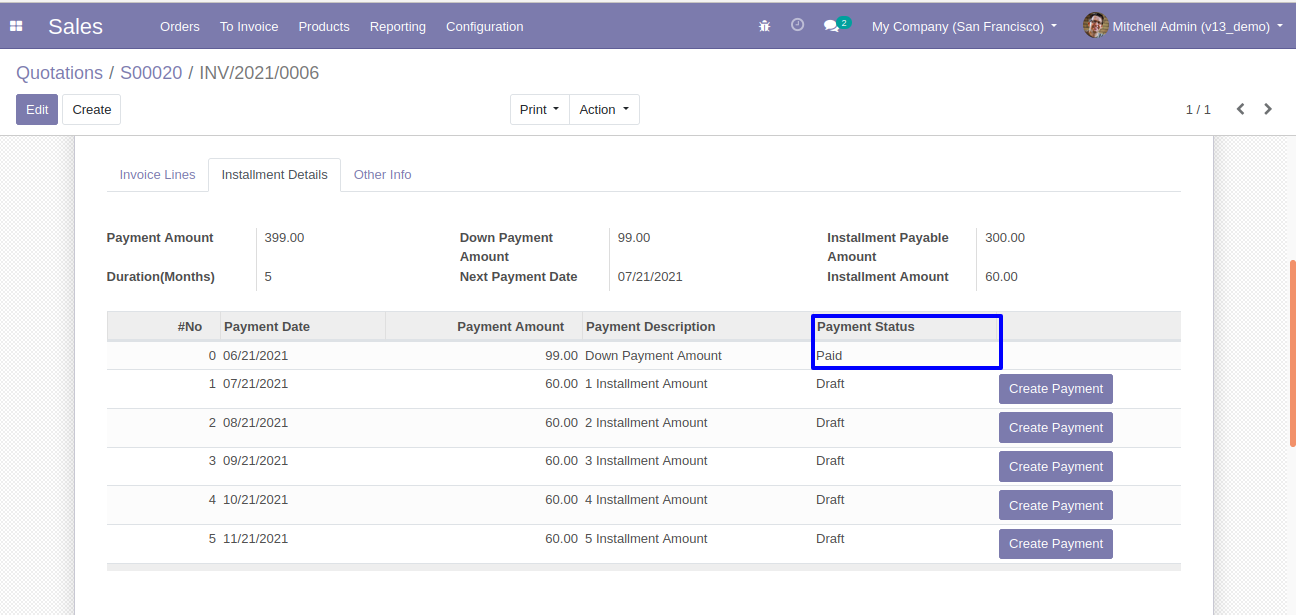 Sales Orders To Invoice Products Reporting Configuration 2 My Company (San Francisco) Mitchell Admin (v13_demo)
Quotations / S00020 / INV/2021/0006
Edit Create Print Action 1 / 1
Invoice Lines Installment Details Other Info
Payment Amount 399.00 Down Payment Amount 99.00 Installment Payable Amount 300.00
Duration(Months) 5 Next Payment Date 07/21/2021 Installment Amount 60.00
#No Payment Date Payment Amount Payment Description Payment Status
0 06/21/2021 99.00 Down Payment Amount Paid
1 07/21/2021 60.00 1 Installment Amount Draft Create Payment
2 08/21/2021 60.00 2 Installment Amount Draft Create Payment
3 09/21/2021 60.00 3 Installment Amount Draft Create Payment
4 10/21/2021 60.00 4 Installment Amount Draft Create Payment
5 11/21/2021 60.00 5 Installment Amount Draft Create Payment